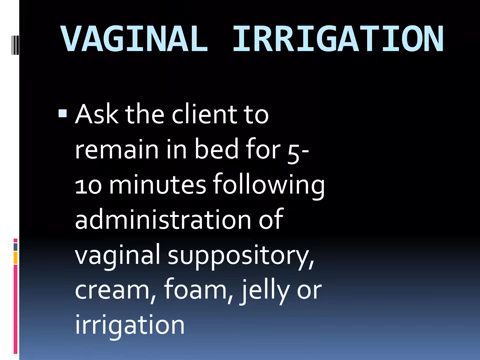 VAGINAL IRRIGATION
▪ Ask the client to
remain in bed for 5-
10 minutes following
administration of
vaginal suppository,
cream, foam, jelly or
irrigation